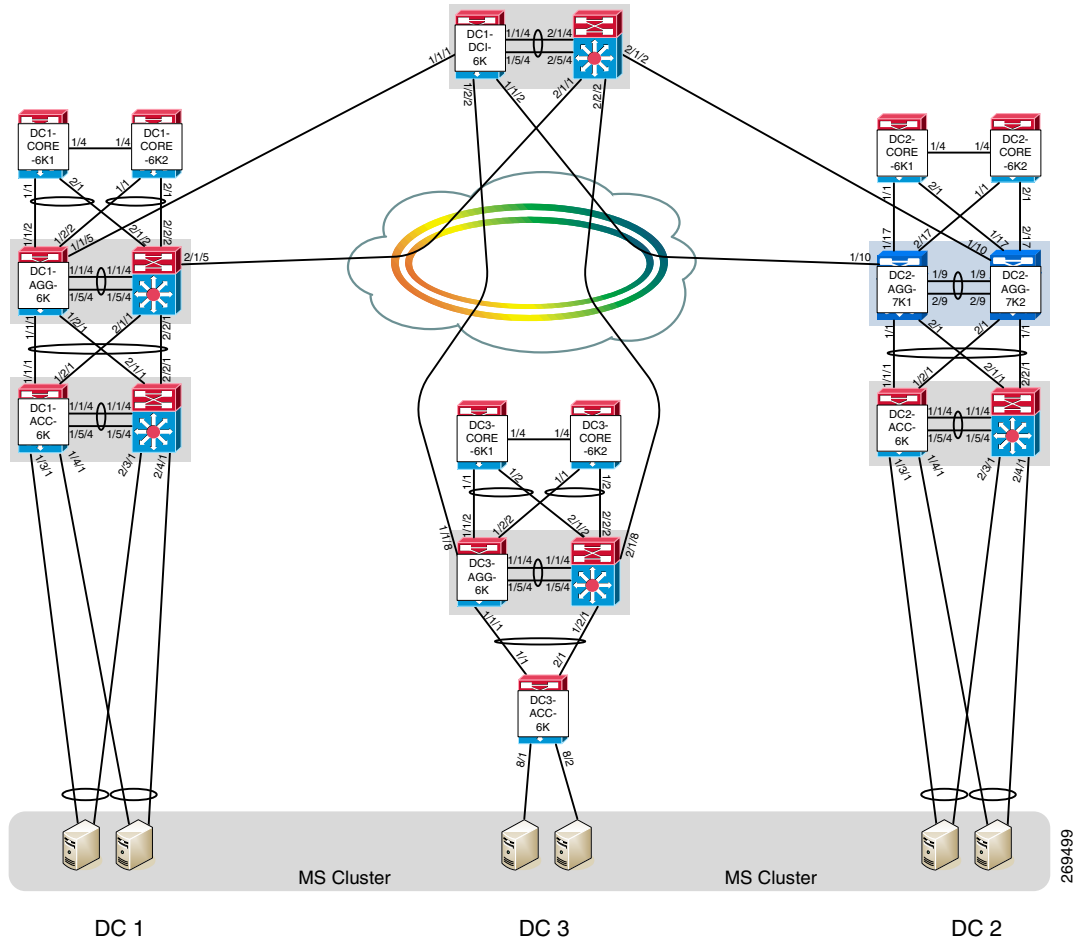 DC1-
DCI-
6K
1/1/4
2/1/4
1/5/4
2/5/4
1/1/1
2/1/2
1/2/2
1/1/2
2/1/1
2/2/2
DC1-
CORE
-6K1
1/4
1/4
DC1-
CORE
-6K2
1/1
2/1
1/1
2/1
1/1/2
1/2/2
1/1/5
2/1/2
2/2/2
DC1-
AGG-
6K
1/1/4
1/1/4
1/5/4
1/5/4
2/1/5
1/1/1
1/2/1
2/1/1
2/2/1
1/1/1
1/2/1
2/1/1
2/2/1
DC1-
ACC-
6K
1/1/4
1/1/4
1/5/4
1/5/4
1/3/1
1/4/1
2/3/1
2/4/1
DC2-
CORE
-6K1
1/4
1/4
DC2-
CORE
-6K2
1/1
2/1
1/1
2/1
1/17
2/17
1/17
2/17
1/10
1/10
DC2-
AGG-
7K1
1/9
1/9
2/9
2/9
DC2-
AGG-
7K2
1/1
2/1
2/1
1/1
1/1/1
1/2/1
2/1/1
2/2/1
DC2-
ACC-
6K
1/1/4
1/1/4
1/5/4
1/5/4
1/3/1
1/4/1
2/3/1
2/4/1
DC3-
CORE
-6K1
1/4
1/4
DC3-
CORE
-6K2
1/1
1/2
1/1
1/2
1/1/8
1/1/2
1/2/2
2/1/2
2/2/2
2/1/8
DC3-
AGG-
6K
1/1/4
1/1/4
1/5/4
1/5/4
1/1/1
1/2/1
1/1
2/1
DC3-
ACC-
6K
8/1
8/2
MS Cluster
MS Cluster
269499
DC 1
DC 3
DC 2